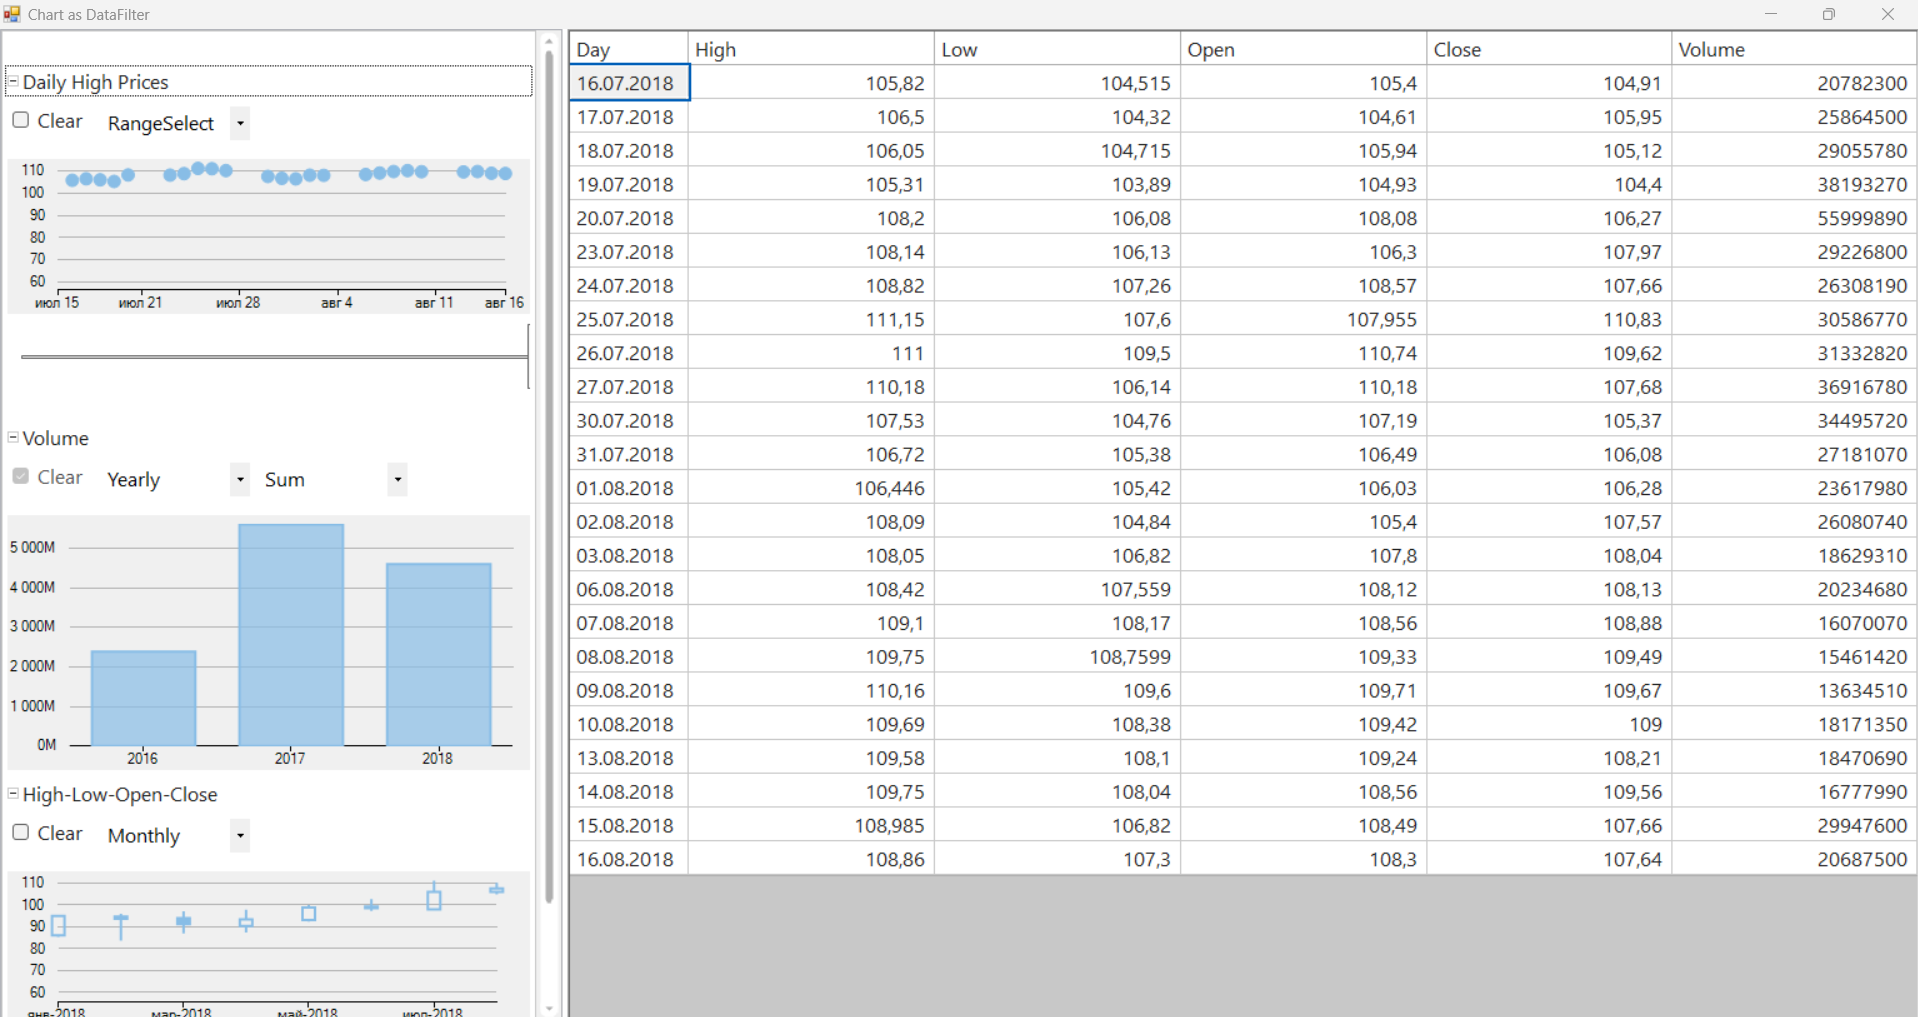 Chart as DataFilter
Daily High Prices
Clear RangeSelect
110
100
90
80
70
60
июл 15 июл 21 июл 28 авг 4 авг 11 авг 16
Volume
Clear Yearly Sum
5 000M
4 000M
3 000M
2 000M
1 000M
0M
2016 2017 2018
High-Low-Open-Close
Clear Monthly
110
100
90
80
70
60
янв-2018 мар-2018 май-2018 июл-2018
Day High Low Open Close Volume
16.07.2018 105,82 104,515 105,4 104,91 20782300
17.07.2018 106,5 104,32 104,61 105,95 25864500
18.07.2018 106,05 104,715 105,94 105,12 29055780
19.07.2018 105,31 103,89 104,93 104,4 38193270
20.07.2018 108,2 106,08 108,08 106,27 55999890
23.07.2018 108,14 106,13 106,3 107,97 29226800
24.07.2018 108,82 107,26 108,57 107,66 26308190
25.07.2018 111,15 107,6 107,955 110,83 30586770
26.07.2018 111 109,5 110,74 109,62 31332820
27.07.2018 110,18 106,14 110,18 107,68 36916780
30.07.2018 107,53 104,76 107,19 105,37 34495720
31.07.2018 106,72 105,38 106,49 106,08 27181070
01.08.2018 106,446 105,42 106,03 106,28 23617980
02.08.2018 108,09 104,84 105,4 107,57 26080740
03.08.2018 108,05 106,82 107,8 108,04 18629310
06.08.2018 108,42 107,559 108,12 108,13 20234680
07.08.2018 109,1 108,17 108,56 108,88 16070070
08.08.2018 109,75 108,7599 109,33 109,49 15461420
09.08.2018 110,16 109,6 109,71 109,67 13634510
10.08.2018 109,69 108,38 109,42 109 18171350
13.08.2018 109,58 108,1 109,24 108,21 18470690
14.08.2018 109,75 108,04 108,56 109,56 16777990
15.08.2018 108,985 106,82 108,49 107,66 29947600
16.08.2018 108,86 107,3 108,3 107,64 20687500